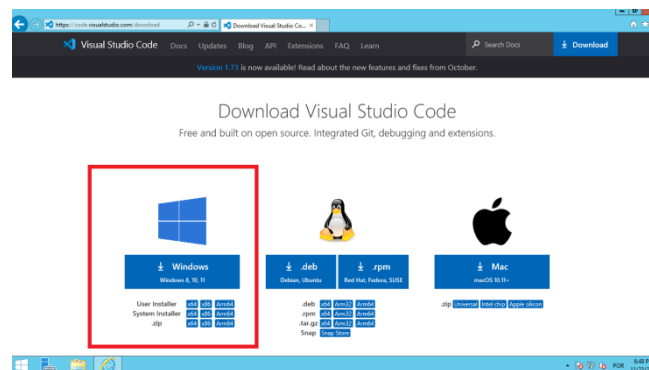 https://code.visualstudio.com/download
Download Visual Studio Co...
Visual Studio Code Docs Updates Blog API Extensions FAQ Learn Search Docs Download
Version 1.73 is now available! Read about the new features and fixes from October.
Download Visual Studio Code
Free and built on open source. Integrated Git, debugging and extensions.
Windows
Windows 8, 10, 11
User Installer x64 x86 Arm64
System Installer x64 x86 Arm64
.zip x64 x86 Arm64
.deb
Debian, Ubuntu
.rpm
Red Hat, Fedora, SUSE
.deb x64 Arm32 Arm64
.rpm x64 Arm32 Arm64
.tar.gz x64 Arm32 Arm64
Snap Snap Store
Mac
macOS 10.11+
.zip Universal Intel chip Apple silicon
POR